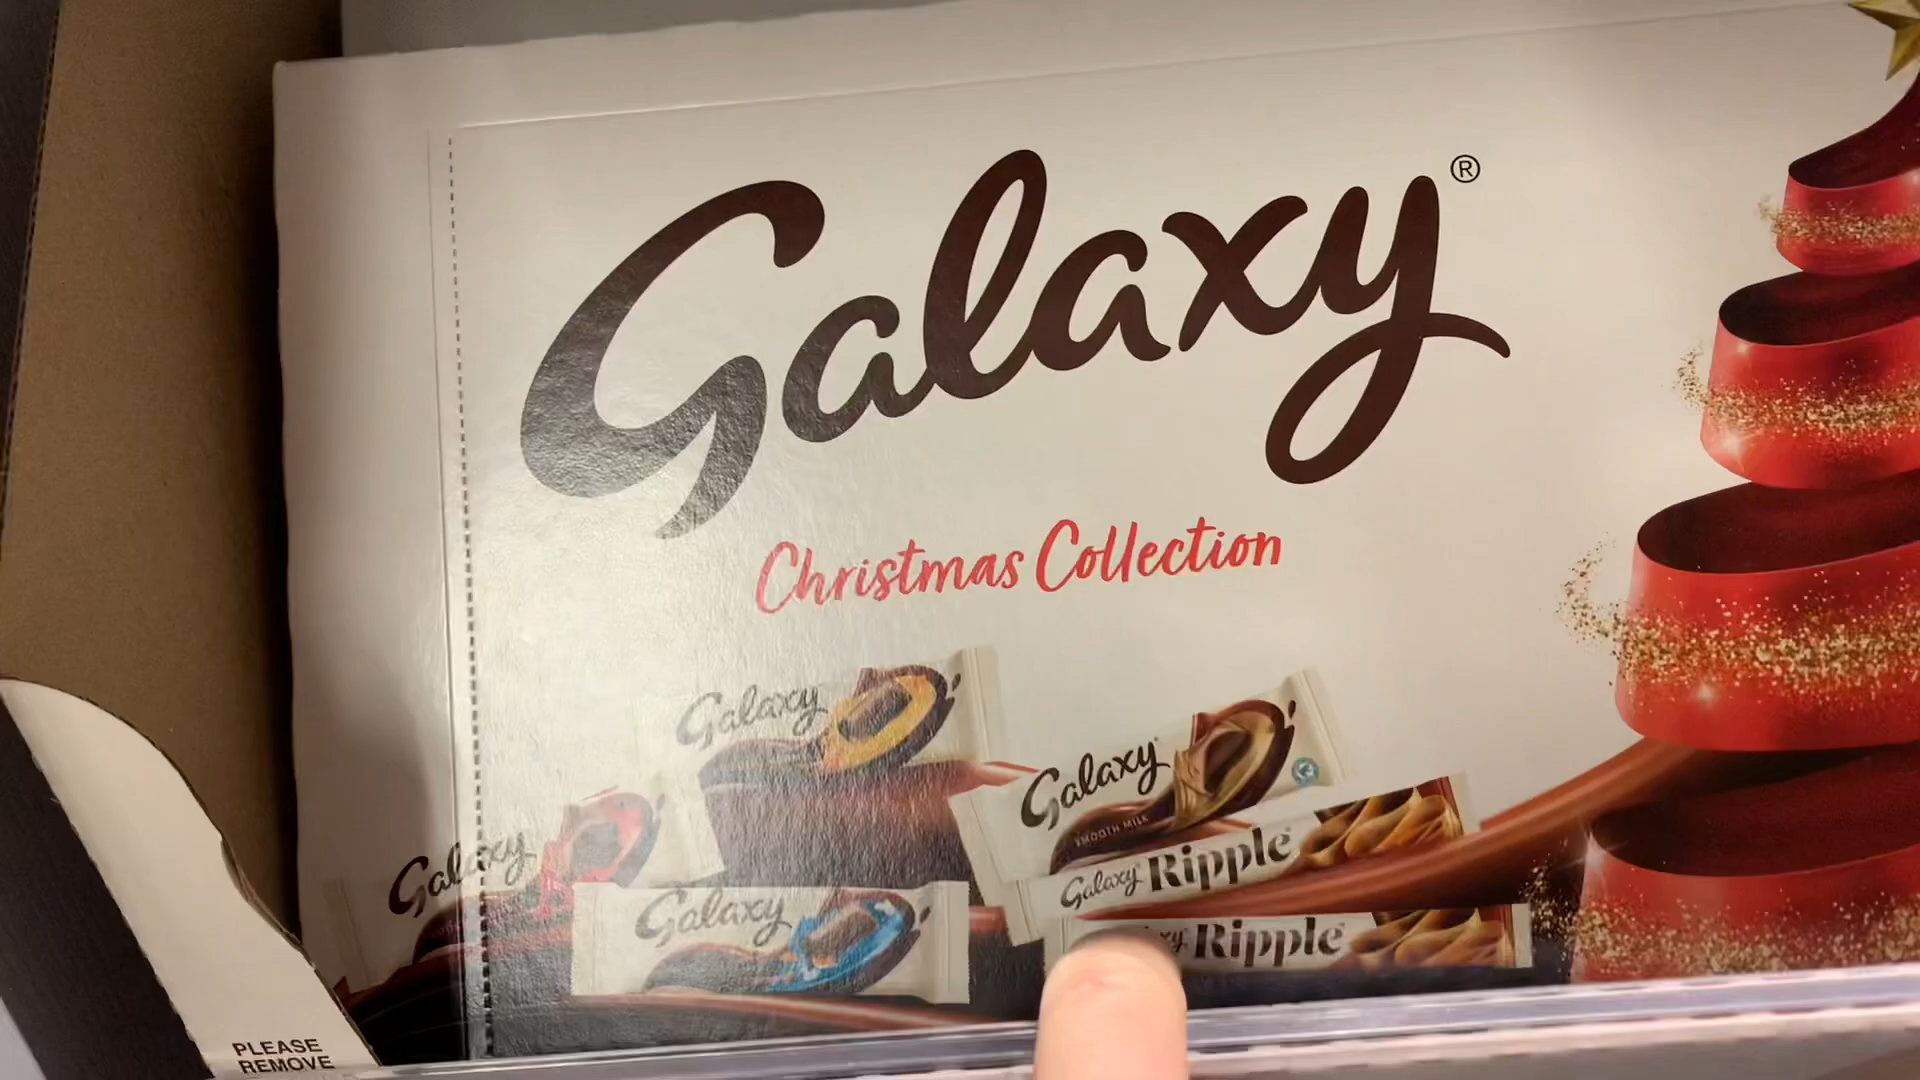 Galaxy®
Christmas Collection
Galaxy
Galaxy
SMOOTH MILK
Galaxy Ripple
Galaxy
Galaxy
Ripple
PLEASE
REMOVE